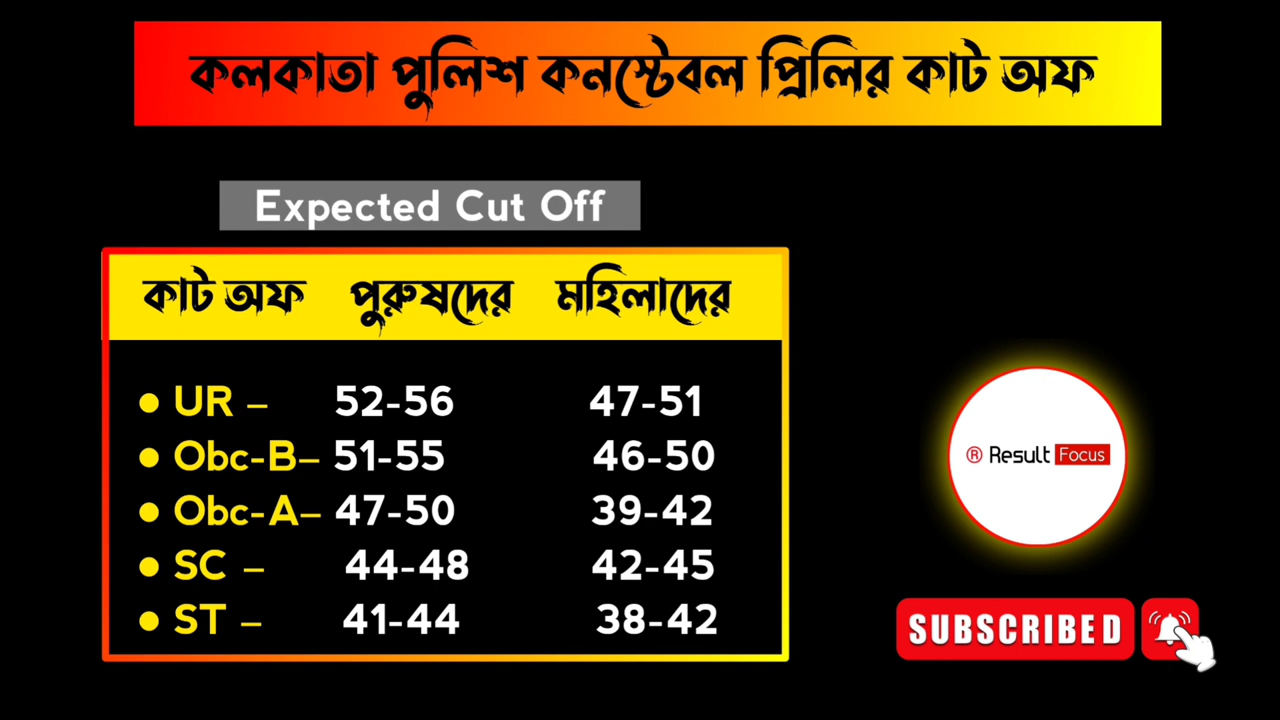 কলকাতা পুলিশ কনস্টেবল প্রিলির কাট অফ
Expected Cut Off
কাট অফ পুরুষদের মহিলাদের
• UR – 52-56 47-51
• Obc-B– 51-55 46-50
• Obc-A– 47-50 39-42
• SC – 44-48 42-45
• ST – 41-44 38-42
® Result Focus
SUBSCRIBED